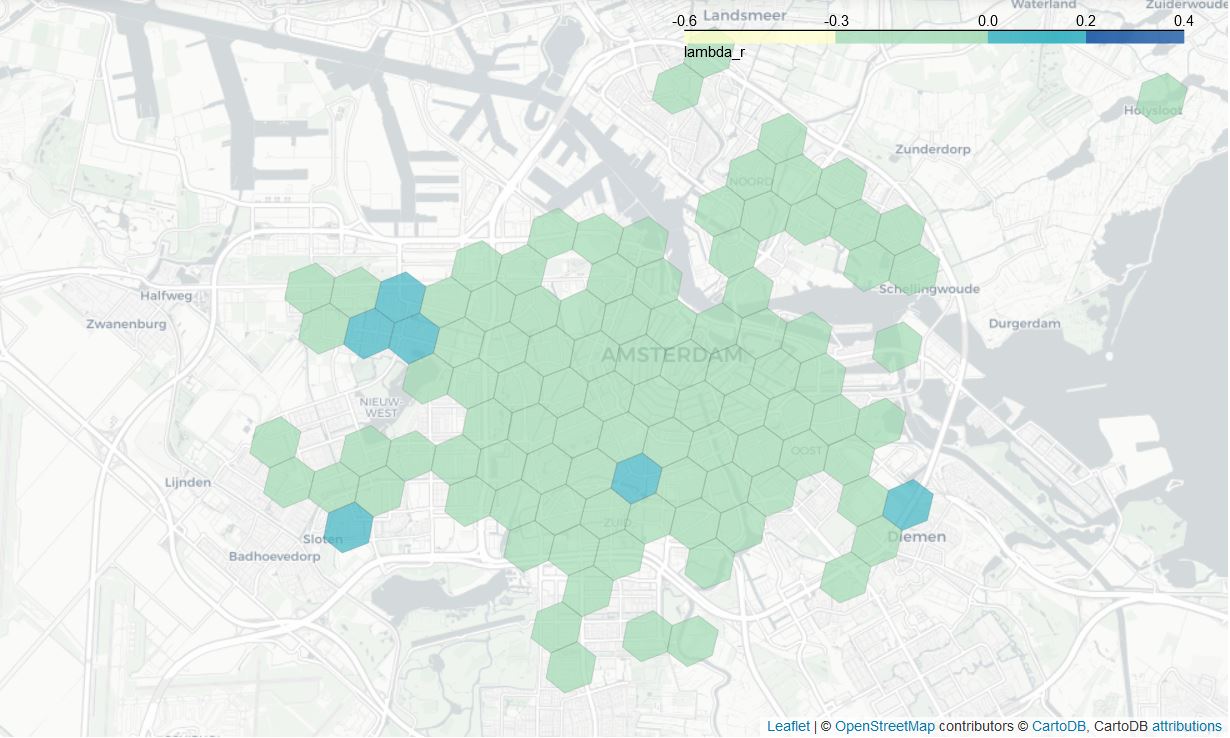 -0.6 -0.3 0.0 0.2 0.4
lambda_r
Landsmeer
Waterland
Zuiderwoude
Holysloot
Zunderdorp
NOORD
Schellingwoude
Halfweg
Zwanenburg
Durgerdam
AMSTERDAM
NIEUW-
WEST
OOST
Lijnden
ZUID
Sloten
Diemen
Badhoevedorp
Leaflet | © OpenStreetMap contributors © CartoDB, CartoDB attributions